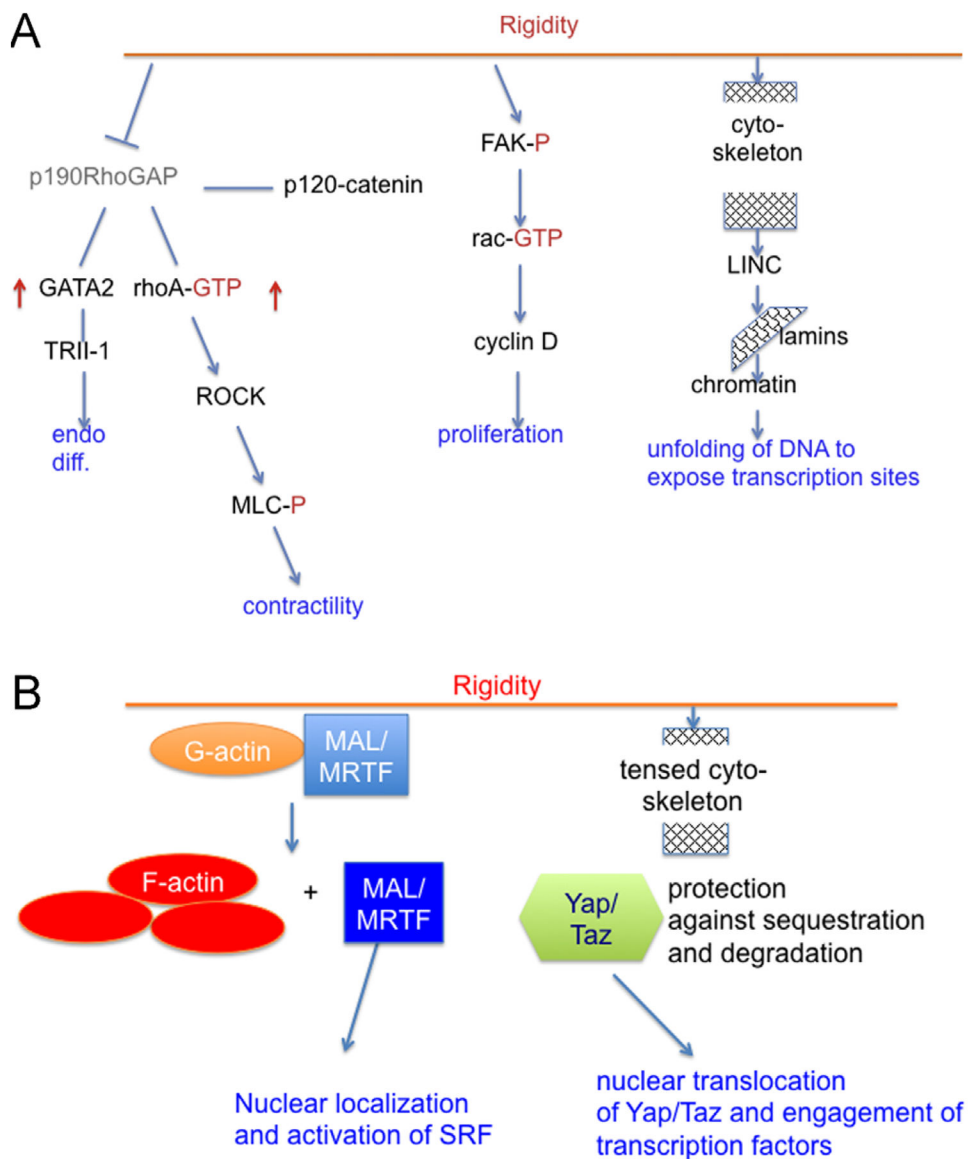 A
Rigidity
p190RhoGAP
p120-catenin
GATA2
rhoA-GTP
TRII-1
endo
diff.
ROCK
MLC-P
contractility
FAK-P
rac-GTP
cyclin D
proliferation
cyto-
skeleton
LINC
lamins
chromatin
unfolding of DNA to
expose transcription sites
B
Rigidity
G-actin
MAL/
MRTF
F-actin
+
MAL/
MRTF
Nuclear localization
and activation of SRF
tensed cyto-
skeleton
Yap/
Taz
protection
against sequestration
and degradation
nuclear translocation
of Yap/Taz and engagement of
transcription factors